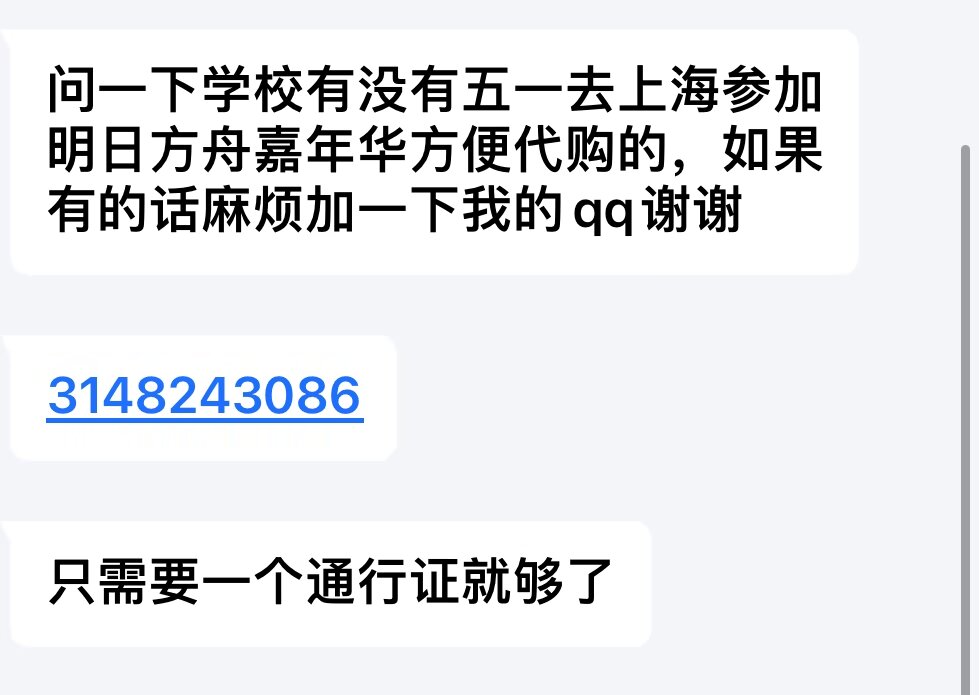 问一下学校有没有五一去上海参加
明日方舟嘉年华方便代购的，如果
有的话麻烦加一下我的qq谢谢
3148243086
只需要一个通行证就够了